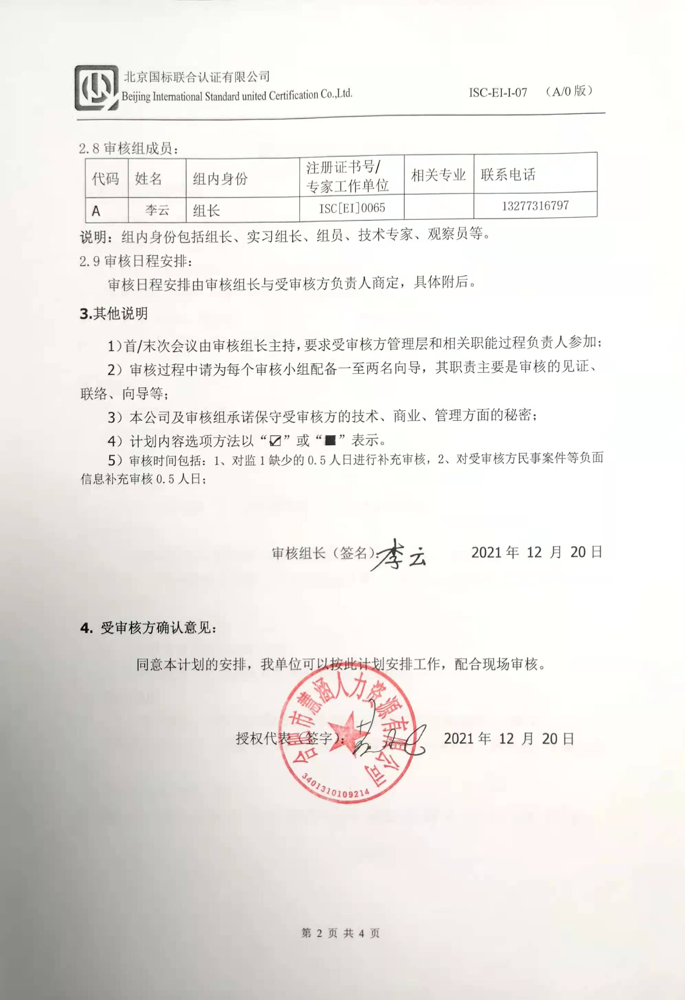 北京国标联合认证有限公司
Beijing International Standard united Certification Co.,Ltd.
ISC-EI-I-07 （A/0 版）
2.8 审核组成员：
代码 姓名 组内身份 注册证书号/ 专家工作单位 相关专业 联系电话
A 李云 组长 ISC[EI]0065 13277316797
说明：组内身份包括组长、实习组长、组员、技术专家、观察员等。
2.9 审核日程安排：
审核日程安排由审核组长与受审核方负责人商定，具体附后。
3.其他说明
1)首/末次会议由审核组长主持，要求受审核方管理层和相关职能过程负责人参加；
2）审核过程中请为每个审核小组配备一至两名向导，其职责主要是审核的见证、
联络、向导等；
3）本公司及审核组承诺保守受审核方的技术、商业、管理方面的秘密；
4）计划内容选项方法以“☑”或“■”表示。
5）审核时间包括：1、对监 1 缺少的 0.5 人日进行补充审核，2、对受审核方民事案件等负面
信息补充审核 0.5 人日；
审核组长（签名）：李云 2021 年 12 月 20 日
4. 受审核方确认意见：
同意本计划的安排，我单位可以按此计划安排工作，配合现场审核。
合肥市慧涵人力资源有限公司
授权代表（签字）： 2021 年 12 月 20 日
3401310109214
第 2 页 共 4 页